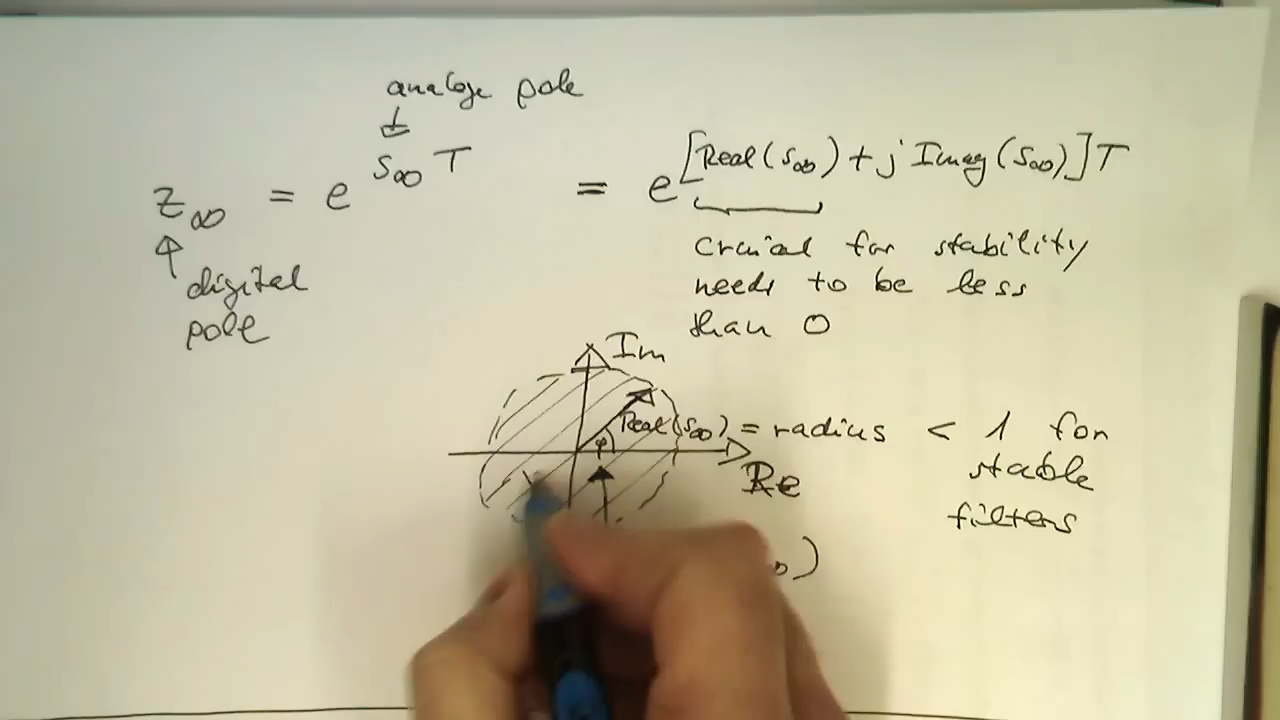 analoge pole
z∞ = e^{s∞ T} = e^{[Real(s∞) + j Imag(s∞)]T}
digital
pole
crucial for stability
needs to be less
than 0
Im
Real(s∞) = radius < 1 for
stable
filters
φ
Re
∞)